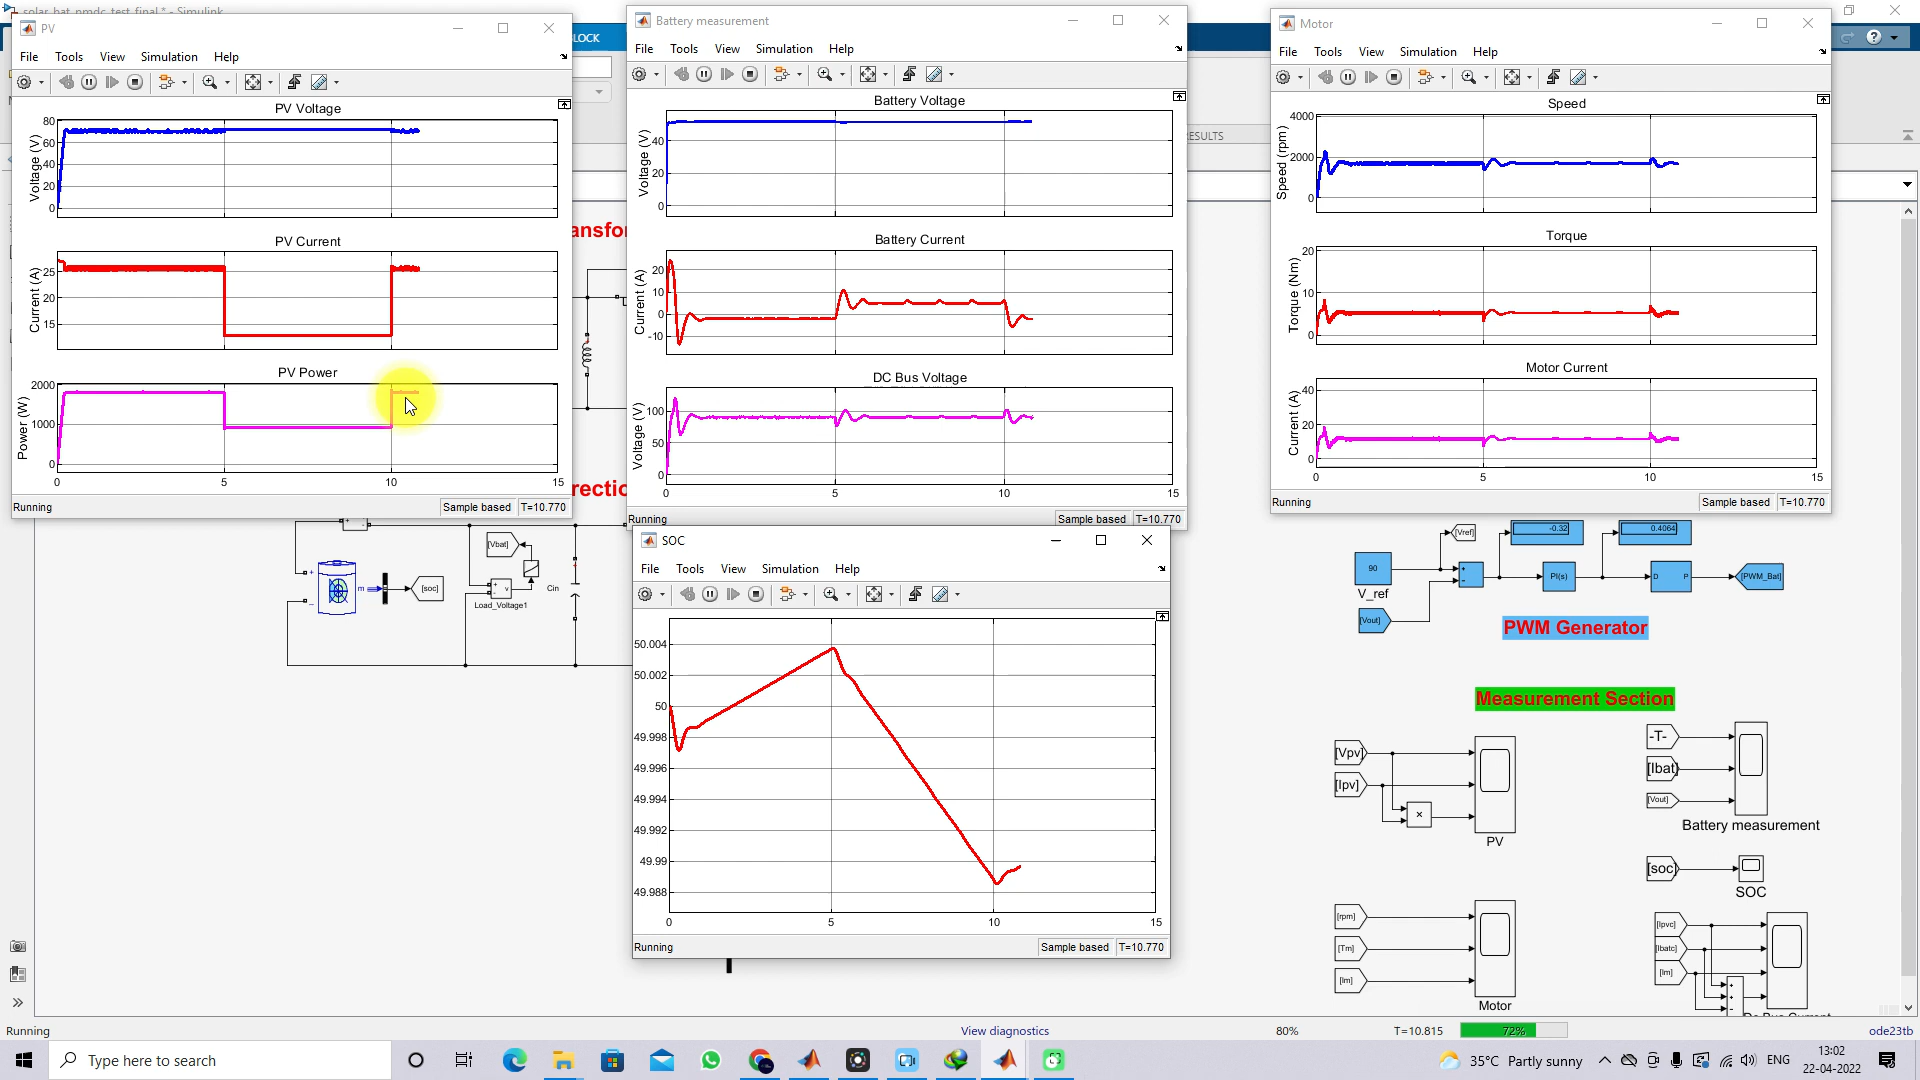 solar_bat_pmdc_test_final * - Simulink
PV
File Tools View Simulation Help
PV Voltage
Voltage (V)
80
60
40
20
0
PV Current
Current (A)
25
20
15
PV Power
Power (W)
2000
1000
0
0 5 10 15
Running Sample based T=10.770
Battery measurement
File Tools View Simulation Help
Battery Voltage
Voltage (V)
40
20
0
Battery Current
Current (A)
20
10
0
-10
DC Bus Voltage
Voltage (V)
100
50
0
0 5 10 15
Running Sample based T=10.770
Motor
File Tools View Simulation Help
Speed
Speed (rpm)
4000
2000
0
Torque
Torque (Nm)
20
10
0
Motor Current
Current (A)
40
20
0
0 5 10 15
Running Sample based T=10.770
LOCK
ESULTS
ansfo
rectio
SOC
File Tools View Simulation Help
50.004
50.002
50
49.998
49.996
49.994
49.992
49.99
49.988
0 5 10 15
Running Sample based T=10.770
[Vbat]
m
[soc]
Load_Voltage1
Cin
[Vref]
-0.32
0.4064
90
V_ref
PI(s)
D P
[PWM_Bat]
[Vout]
PWM Generator
Measurement Section
[Vpv]
[Ipv]
×
PV
-T-
[Ibat]
[Vout]
Battery measurement
[soc]
SOC
[rpm]
[Tm]
[Im]
Motor
[Ipvc]
[Ibatc]
[Im]
Running View diagnostics 80% T=10.815 72% ode23tb
Type here to search
35°C Partly sunny
ENG
13:02
22-04-2022